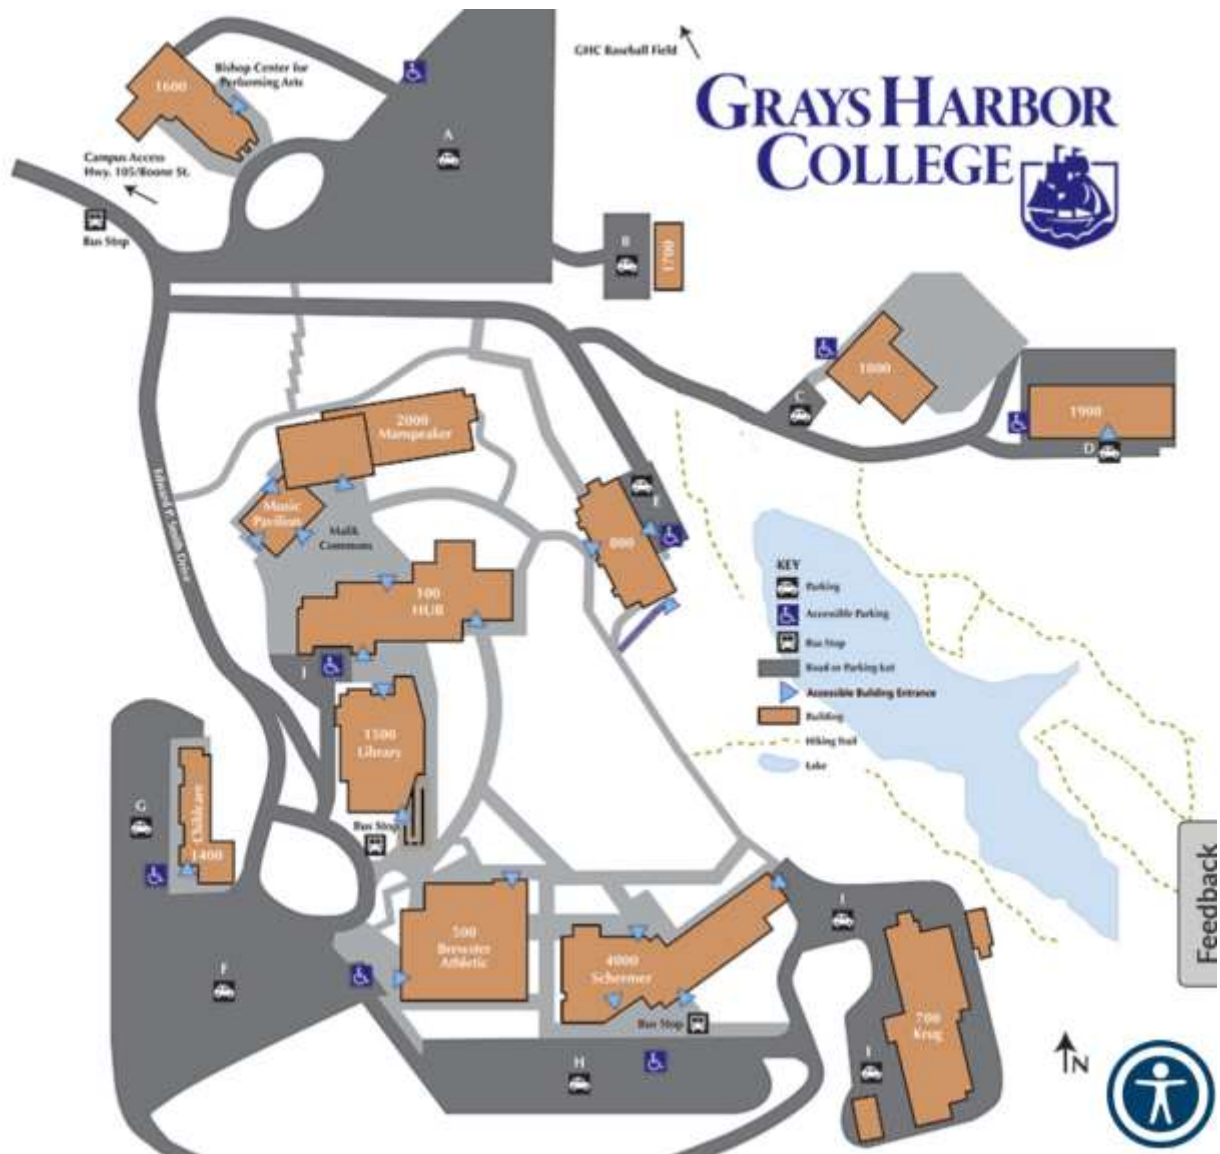 GHC Baseball Field
GRAYS HARBOR
COLLEGE
Bishop Center for
Performing Arts
1600
A
Campus Access
Hwy. 105/Boone St.
Bus Stop
B
1700
1800
C
1900
D
2000
Manspeaker
Edward P. Smith Drive
Music
Pavilion
Malik
Commons
E
800
100
HUB
J
KEY
Parking
Accessible Parking
Bus Stop
Road or Parking Lot
Accessible Building Entrance
Building
Hiking Trail
Lake
1500
Library
G
Childcare
1400
Bus Stop
Feedback
500
Brewster
Athletic
F
4000
Schermer
Bus Stop
I
700
Krug
I
H
N